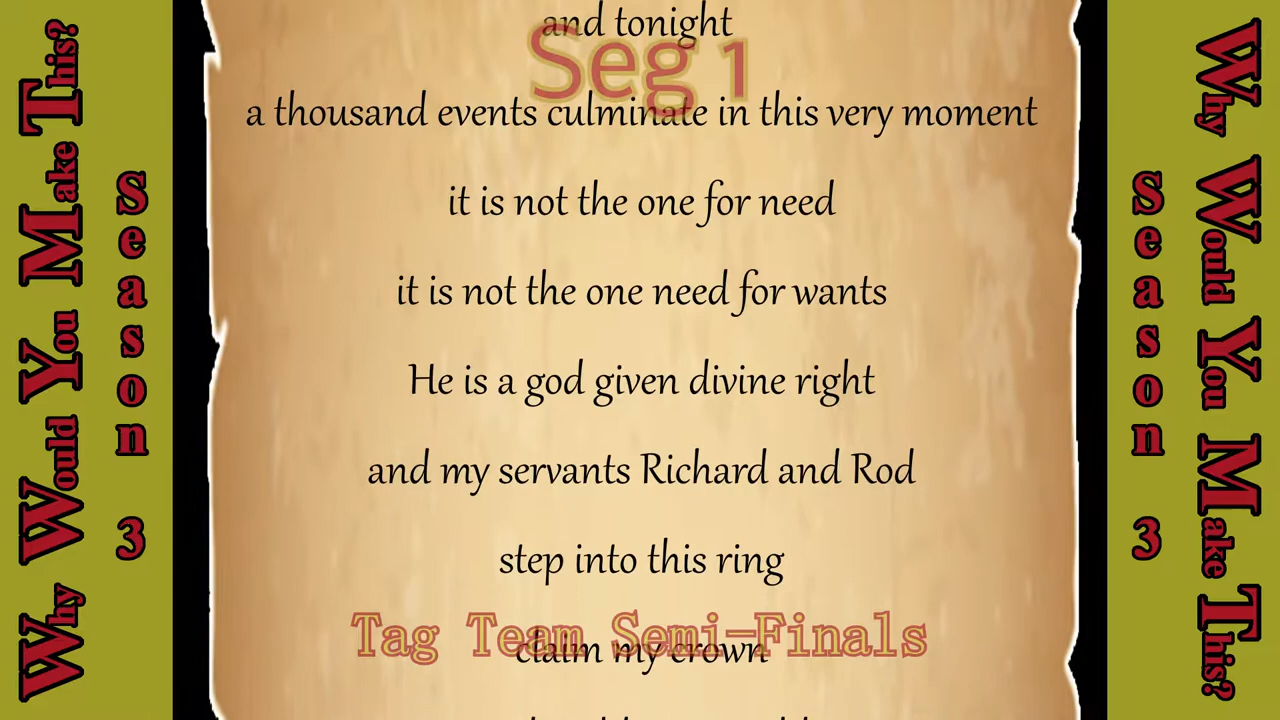 Why Would You Make This?
Season 3
and tonight
Seg 1
a thousand events culminate in this very moment
it is not the one for need
it is not the one need for wants
He is a god given divine right
and my servants Richard and Rod
step into this ring
Tag Team Semi-Finals
claim my crown
Season 3
Why Would You Make This?